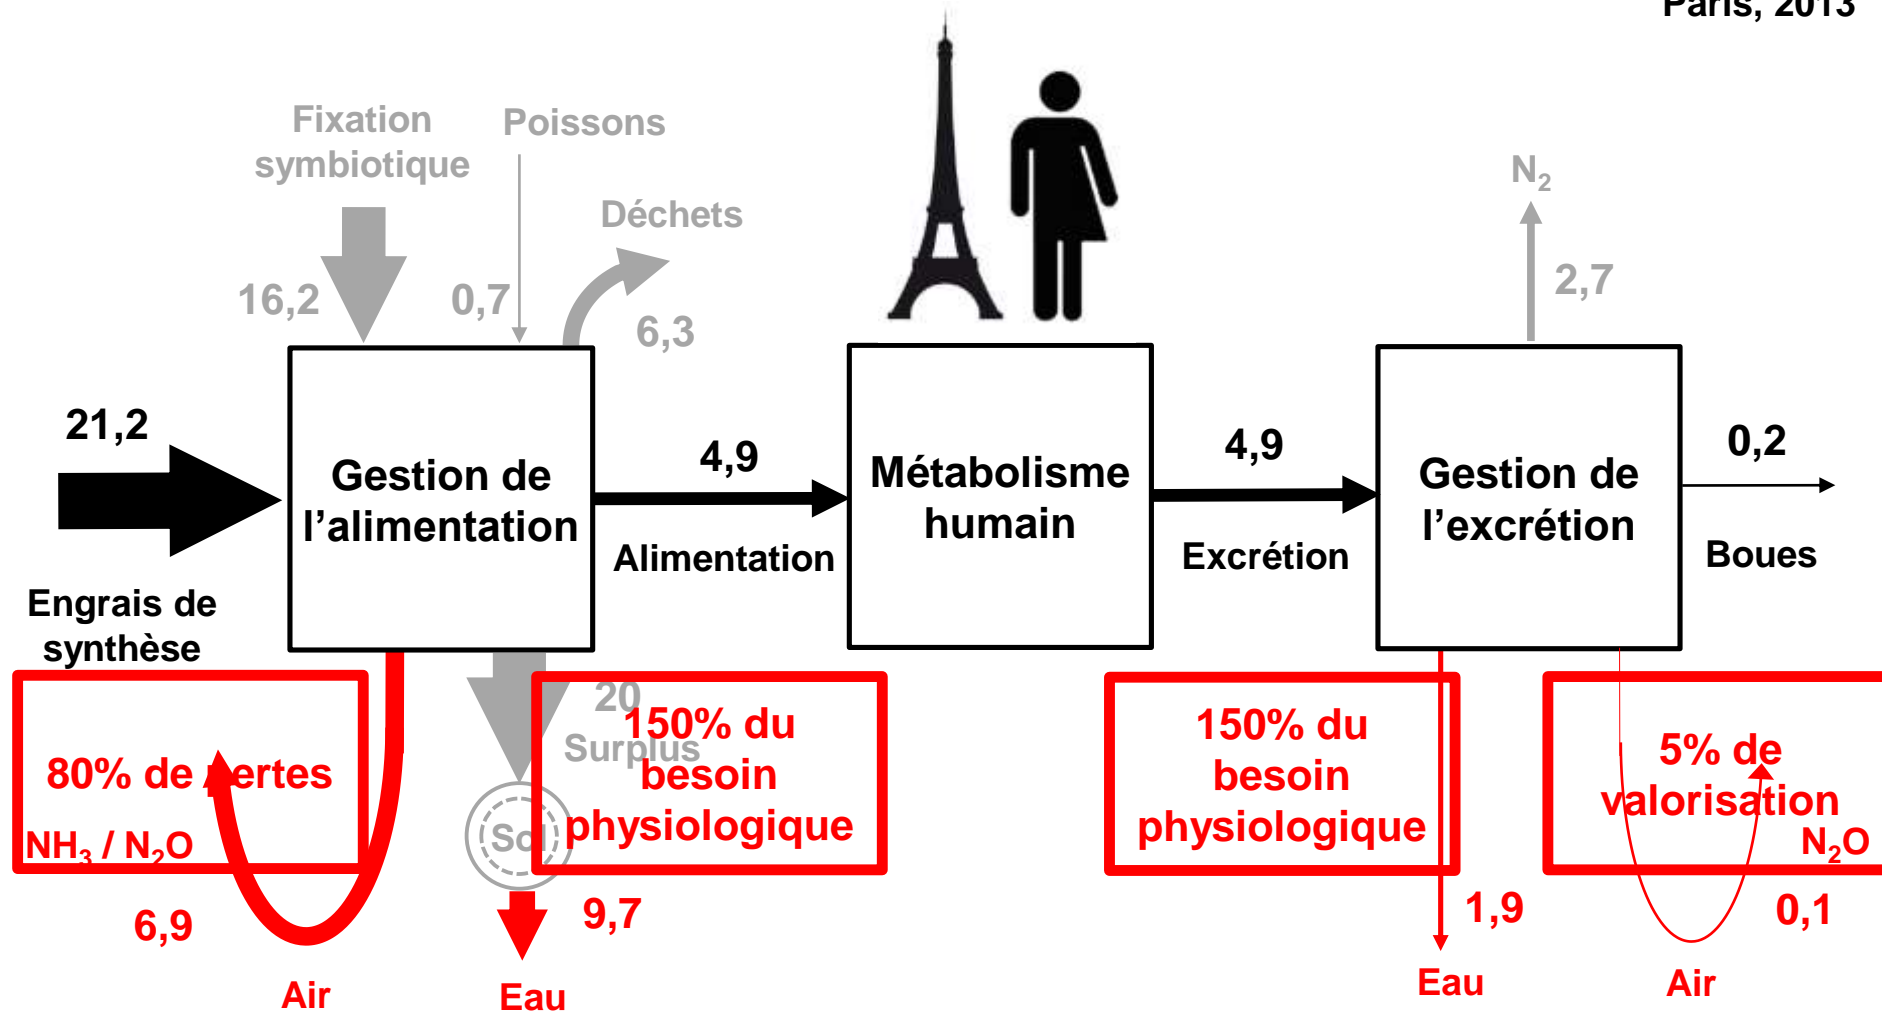 Paris, 2013
Fixation
symbiotique
Poissons
Déchets
N2
16,2
0,7
6,3
2,7
21,2
4,9
4,9
0,2
Gestion de
l’alimentation
Métabolisme
humain
Gestion de
l’excrétion
Alimentation
Excrétion
Boues
Engrais de
synthèse
20
Surplus
80% de pertes
NH3 / N2O
150% du
besoin
physiologique
150% du
besoin
physiologique
5% de
valorisation
N2O
Sol
6,9
9,7
1,9
0,1
Air
Eau
Eau
Air